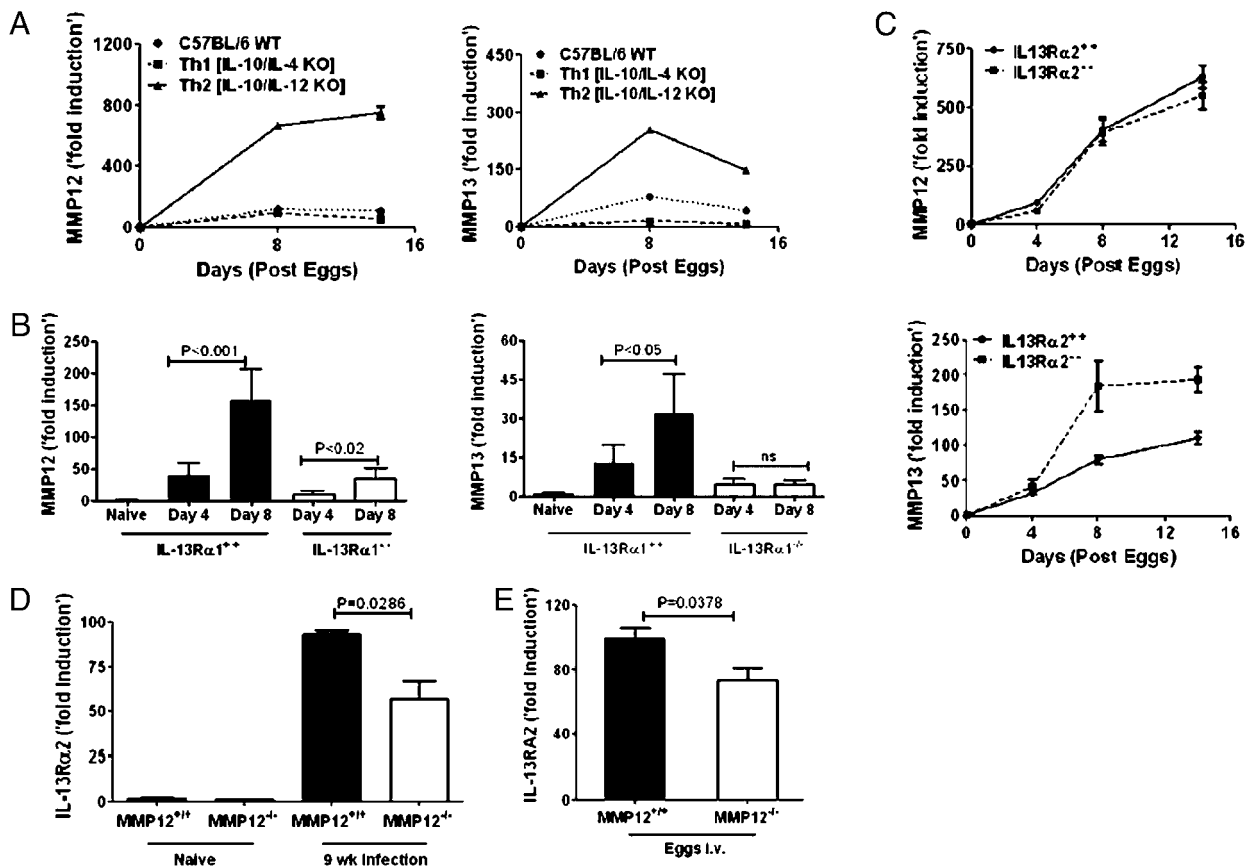 A
MMP12 ('fold induction')
1200
800
400
0
0
8
16
Days (Post Eggs)
C57BL/6 WT
Th1 [IL-10/IL-4 KO]
Th2 [IL-10/IL-12 KO]
MMP13 ('fold induction')
450
300
150
0
0
8
16
Days (Post Eggs)
C57BL/6 WT
Th1 [IL-10/IL-4 KO]
Th2 [IL-10/IL-12 KO]
C
MMP12 ('fold induction')
750
500
250
0
0
4
8
12
16
Days (Post Eggs)
IL13Rα2++
IL13Rα2--
MMP13 ('fold induction')
250
200
150
100
50
0
0
4
8
12
16
Days (Post Eggs)
IL13Rα2++
IL13Rα2--
B
MMP12 ('fold induction')
250
200
150
100
50
0
P<0.001
P<0.02
Naive Day 4 Day 8 Day 4 Day 8
IL-13Rα1++ IL-13Rα1--
MMP13 ('fold induction')
60
45
30
15
0
P<0.05
ns
Naive Day 4 Day 8 Day 4 Day 8
IL-13Rα1++ IL-13Rα1-/-
D
IL-13Rα2 ('fold Induction')
100
75
50
25
0
P=0.0286
MMP12+/+ MMP12-/- MMP12+/+ MMP12-/-
Naive 9 wk Infection
E
IL-13RA2 ('fold Induction')
120
80
40
0
P=0.0378
MMP12+/+ MMP12-/-
Eggs i.v.